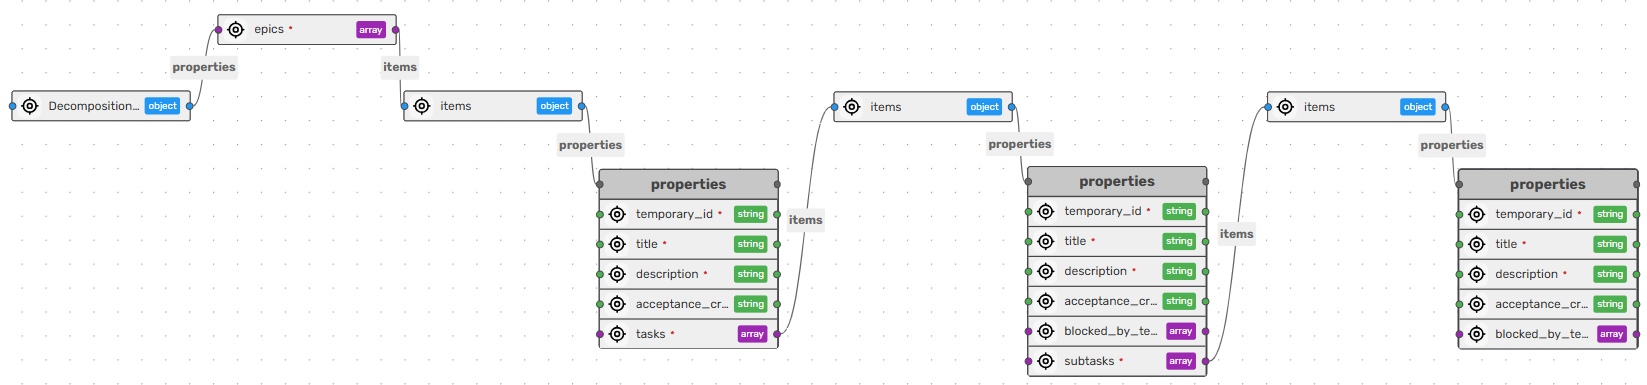 epics * array
properties
items
Decomposition... object
items object
items object
items object
properties
properties
properties
properties
temporary_id * string
title * string
description * string
acceptance_cr... string
tasks * array
items
properties
temporary_id * string
title * string
description * string
acceptance_cr... string
blocked_by_te... array
subtasks * array
items
properties
temporary_id * string
title * string
description * string
acceptance_cr... string
blocked_by_te... array